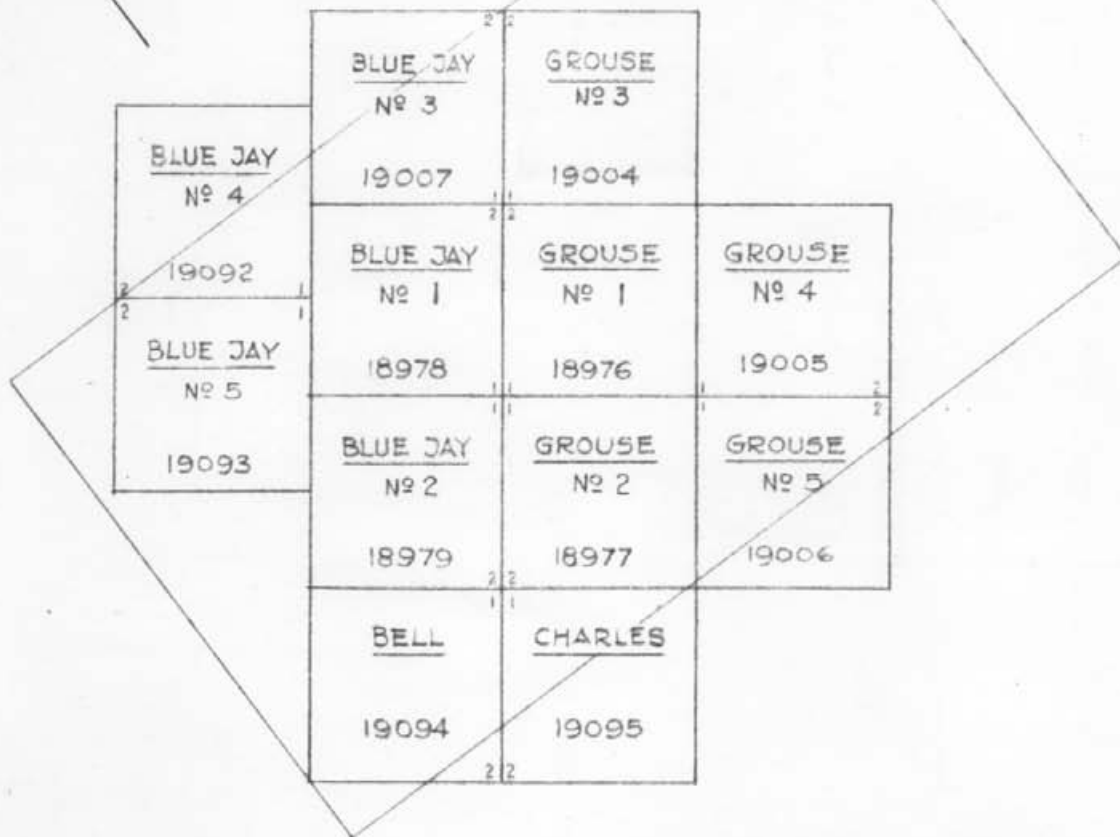 BLUE JAY
Nº 3
19007
GROUSE
Nº 3
19004
BLUE JAY
Nº 4
19092
BLUE JAY
Nº 1
18978
GROUSE
Nº 1
18976
GROUSE
Nº 4
19005
BLUE JAY
Nº 5
19093
BLUE JAY
Nº 2
18979
GROUSE
Nº 2
18977
GROUSE
Nº 5
19006
BELL
19094
CHARLES
19095